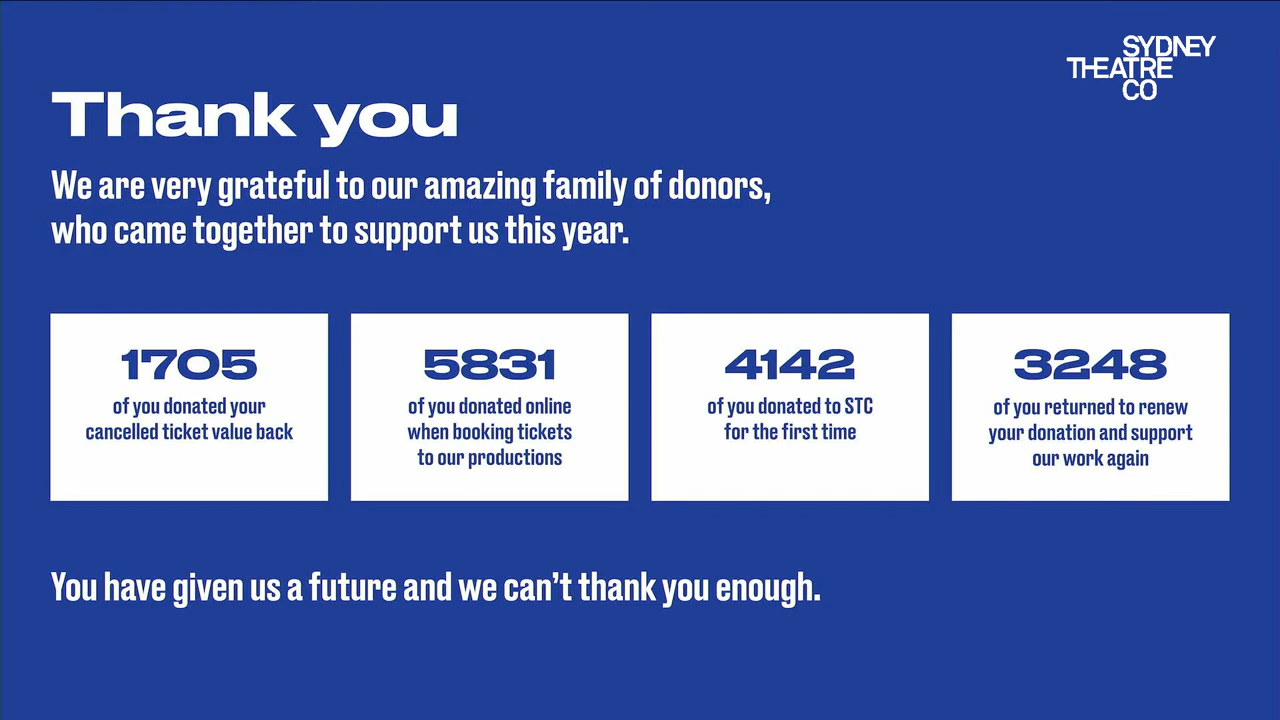 SYDNEY
THEATRE
CO
Thank you
We are very grateful to our amazing family of donors,
who came together to support us this year.
1705
of you donated your
cancelled ticket value back
5831
of you donated online
when booking tickets
to our productions
4142
of you donated to STC
for the first time
3248
of you returned to renew
your donation and support
our work again
You have given us a future and we can’t thank you enough.